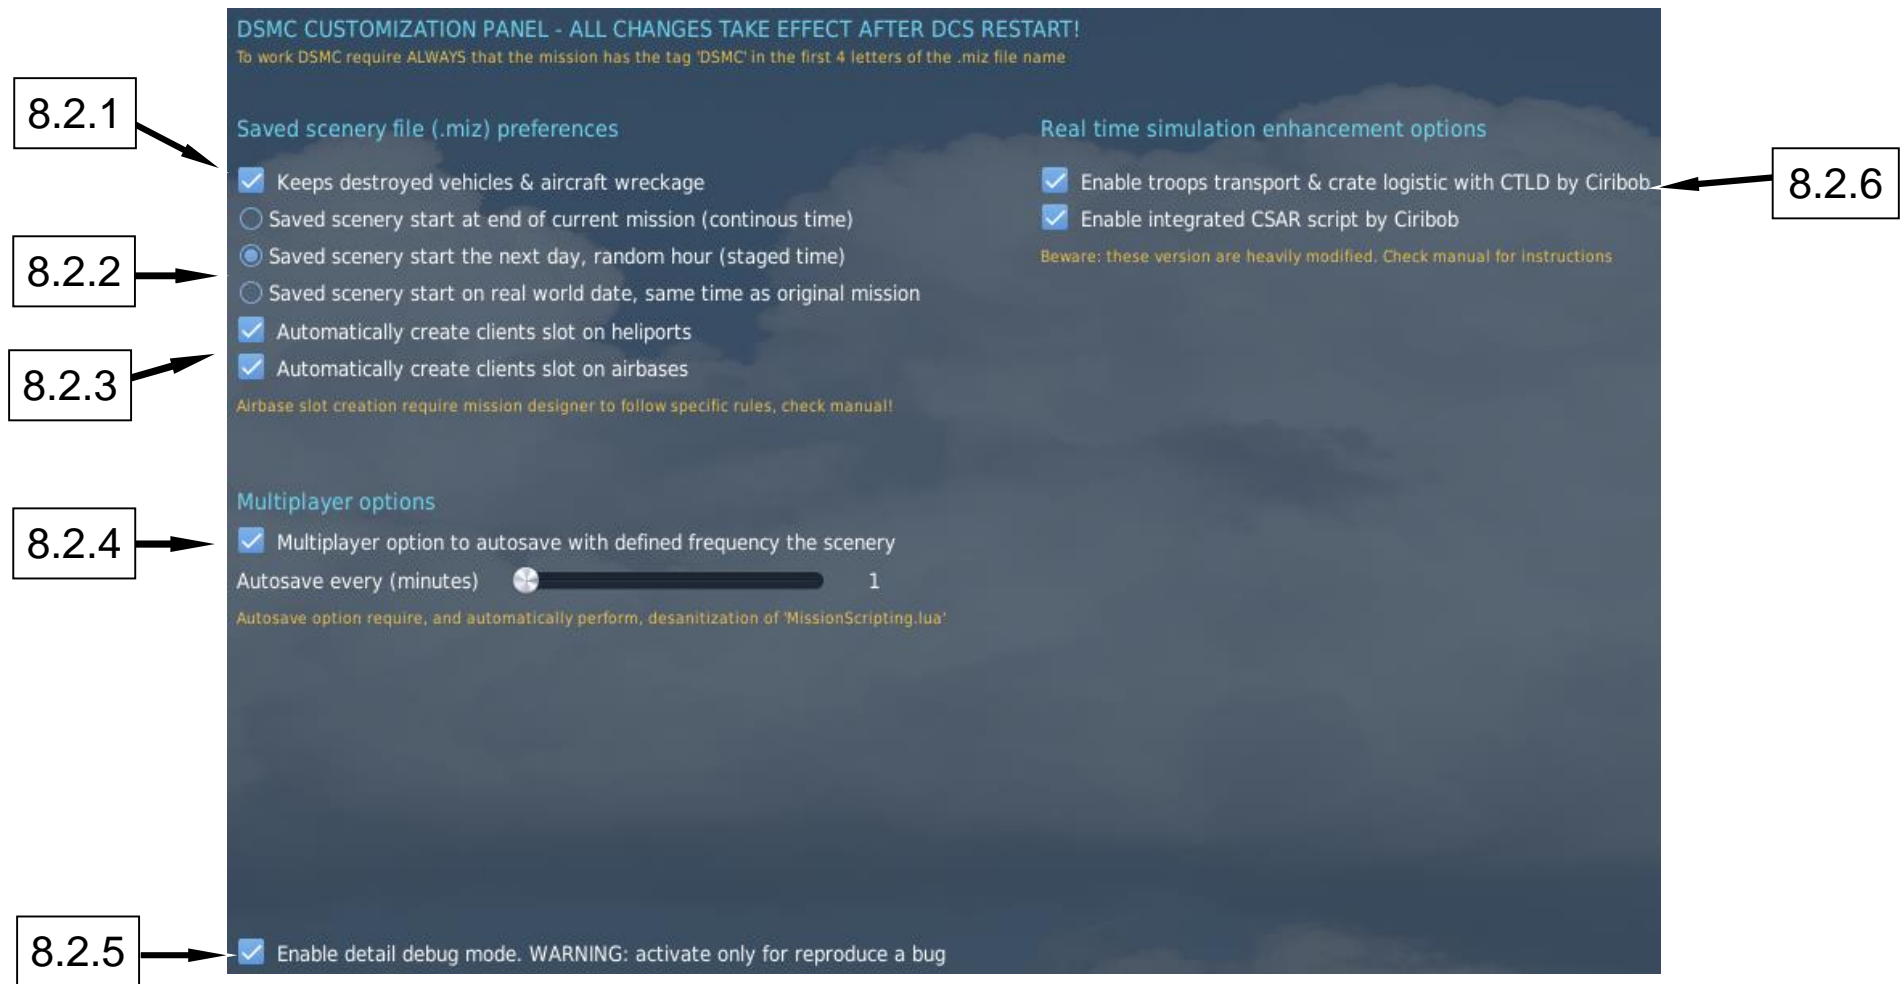 DSMC CUSTOMIZATION PANEL - ALL CHANGES TAKE EFFECT AFTER DCS RESTART!
To work DSMC require ALWAYS that the mission has the tag 'DSMC' in the first 4 letters of the .miz file name
8.2.1
Saved scenery file (.miz) preferences
Keeps destroyed vehicles & aircraft wreckage
Saved scenery start at end of current mission (continous time)
8.2.2
Saved scenery start the next day, random hour (staged time)
Saved scenery start on real world date, same time as original mission
8.2.3
Automatically create clients slot on heliports
Automatically create clients slot on airbases
Airbase slot creation require mission designer to follow specific rules, check manual!
Real time simulation enhancement options
Enable troops transport & crate logistic with CTLD by Ciribob
8.2.6
Enable integrated CSAR script by Ciribob
Beware: these version are heavily modified. Check manual for instructions
Multiplayer options
8.2.4
Multiplayer option to autosave with defined frequency the scenery
Autosave every (minutes) 1
Autosave option require, and automatically perform, desanitization of 'MissionScripting.lua'
8.2.5
Enable detail debug mode. WARNING: activate only for reproduce a bug